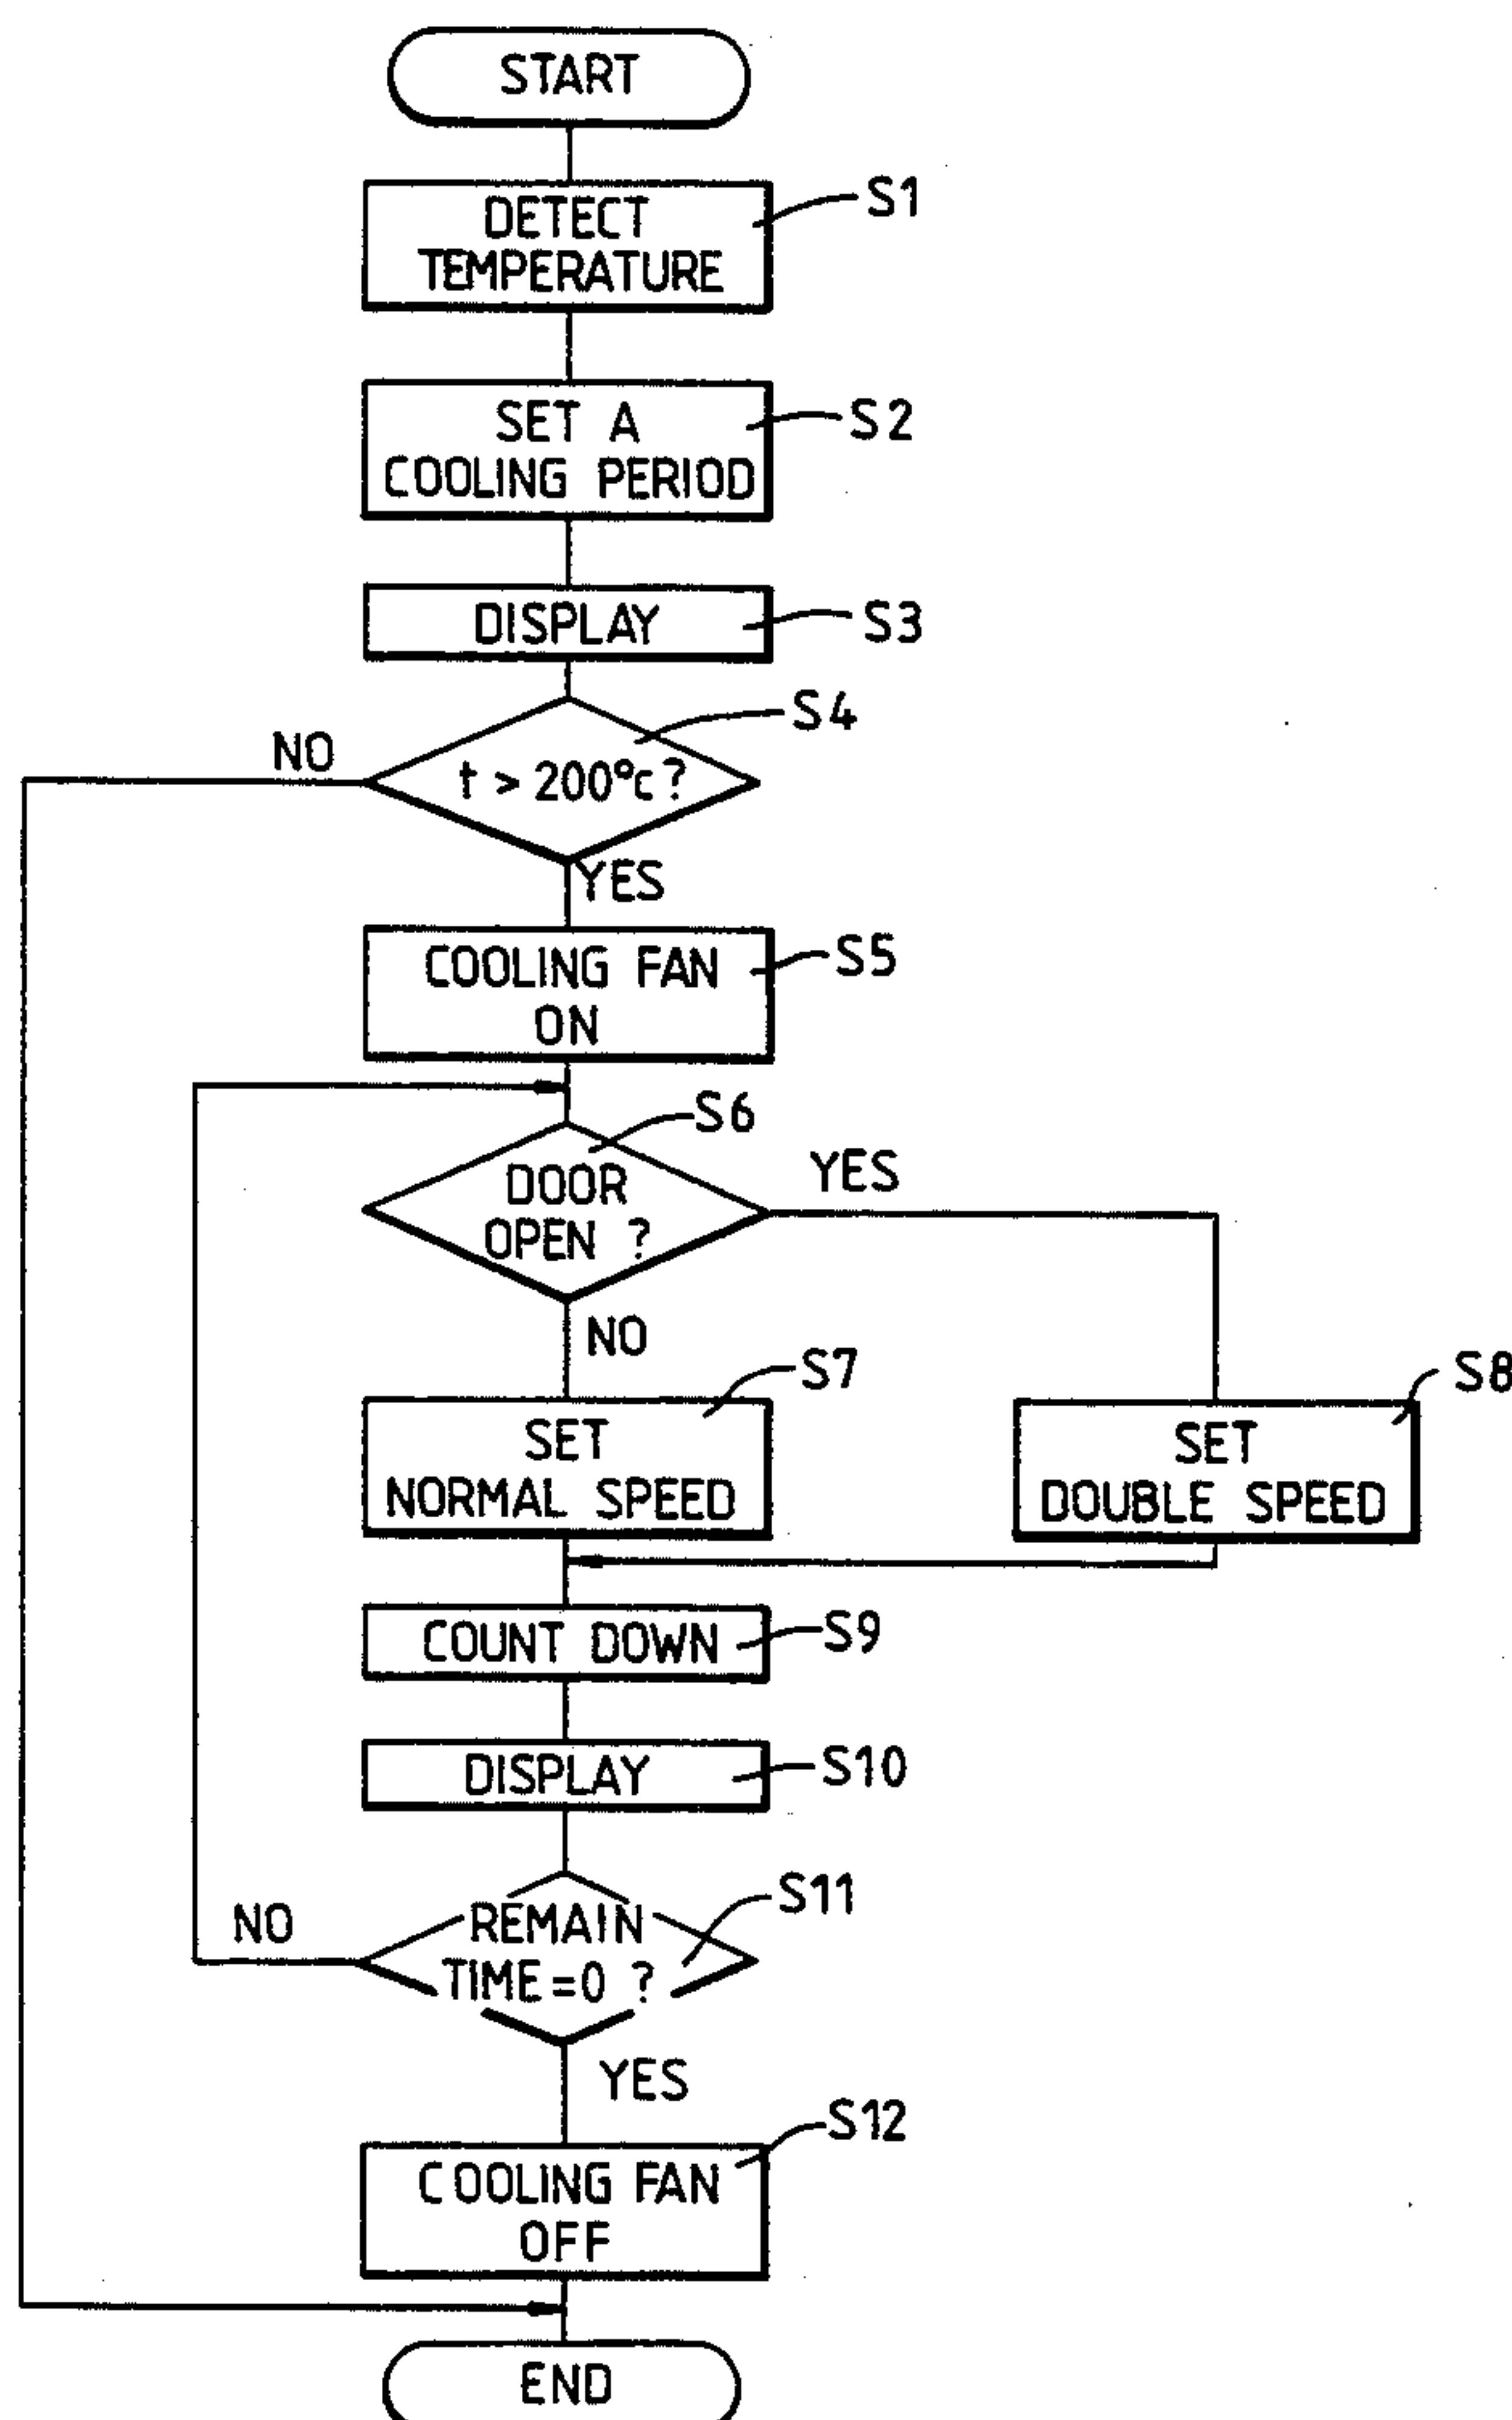 START
DETECT
TEMPERATURE
S1
SET A
COOLING PERIOD
S2
DISPLAY
S3
S4
NO
t > 200°c ?
YES
COOLING FAN
ON
S5
S6
DOOR
OPEN ?
YES
NO
S7
SET
NORMAL SPEED
S8
SET
DOUBLE SPEED
COUNT DOWN
S9
DISPLAY
S10
S11
NO
REMAIN
TIME=0 ?
YES
S12
COOLING FAN
OFF
END